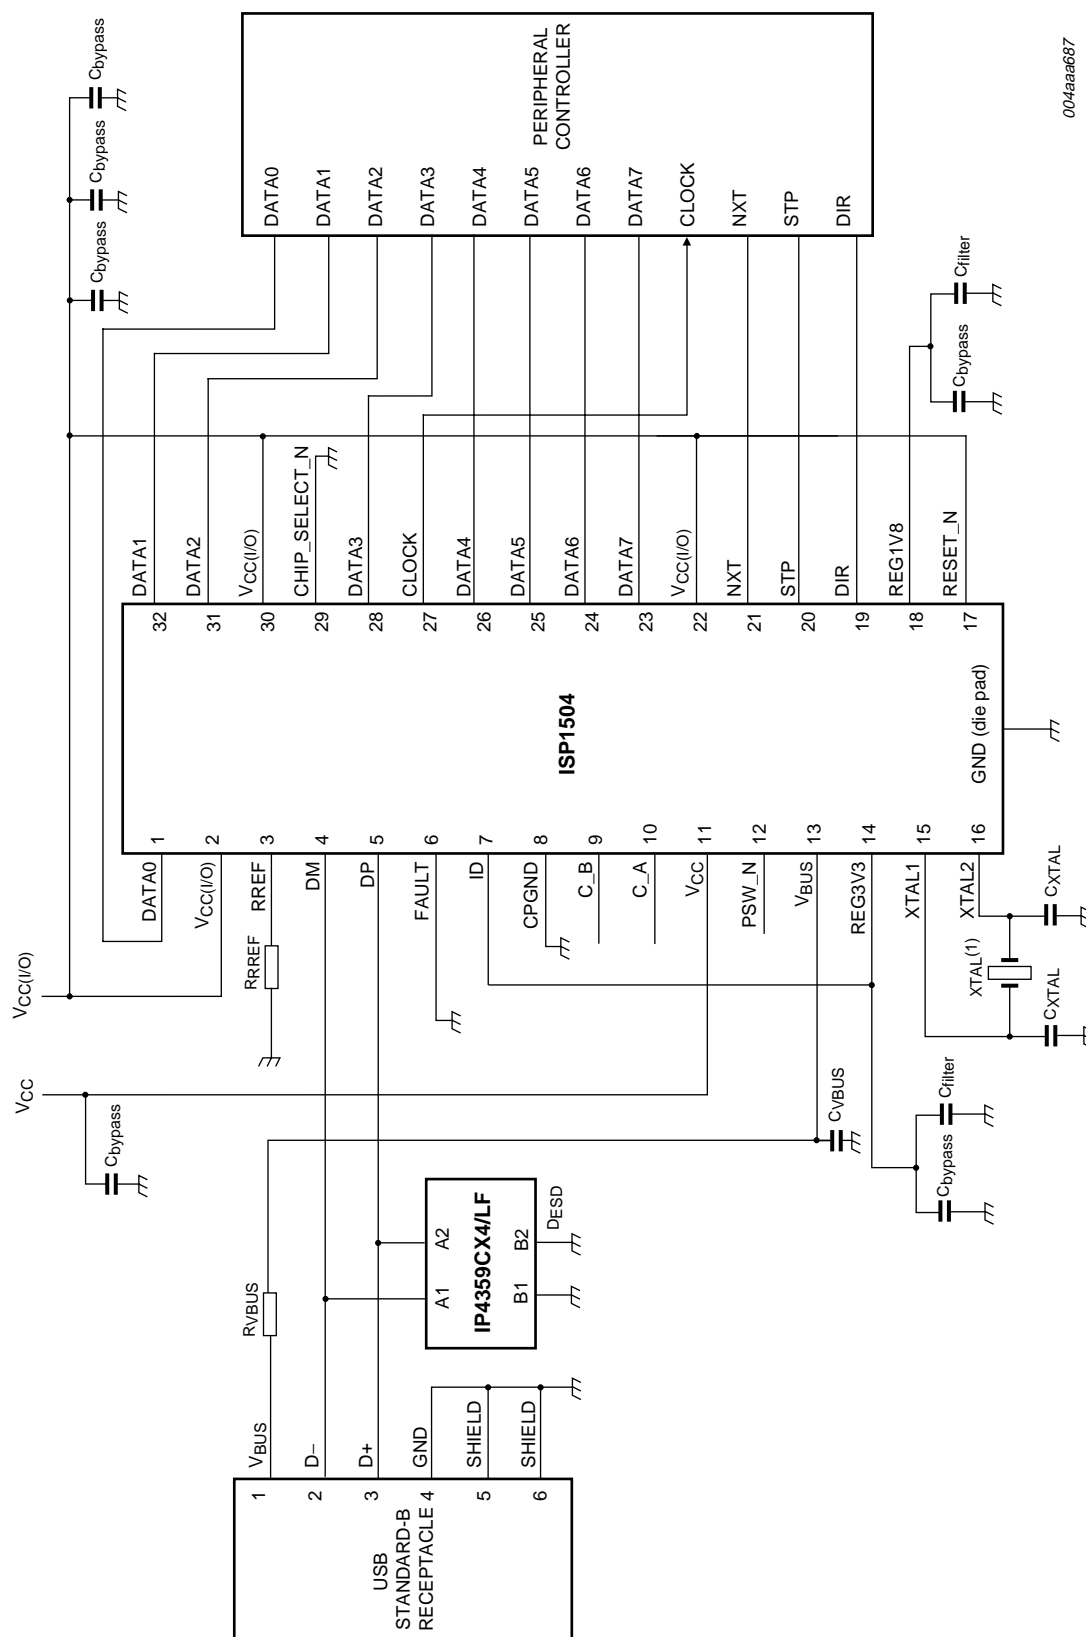 USB
STANDARD-B
RECEPTACLE
1
2
3
4
5
6
VBUS
D−
D+
GND
SHIELD
SHIELD
RVBUS
IP4359CX4/LF
A1
A2
B1
B2
DESD
VCC
Cbypass
VCC(I/O)
CVBUS
Cbypass
Cfilter
RRREF
CXTAL
XTAL(1)
CXTAL
DATA0
VCC(I/O)
RREF
DM
DP
FAULT
ID
CPGND
C_B
C_A
VCC
PSW_N
VBUS
REG3V3
XTAL1
XTAL2
1
2
3
4
5
6
7
8
9
10
11
12
13
14
15
16
ISP1504
GND (die pad)
32
31
30
29
28
27
26
25
24
23
22
21
20
19
18
17
DATA1
DATA2
VCC(I/O)
CHIP_SELECT_N
DATA3
CLOCK
DATA4
DATA5
DATA6
DATA7
VCC(I/O)
NXT
STP
DIR
REG1V8
RESET_N
Cbypass
Cfilter
Cbypass
Cbypass
Cbypass
DATA0
DATA1
DATA2
DATA3
DATA4
DATA5
DATA6
DATA7
CLOCK
NXT
STP
DIR
PERIPHERAL
CONTROLLER
004aaa687